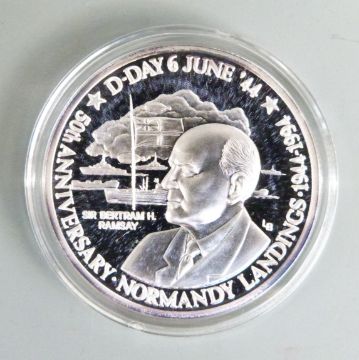 ★ D-DAY 6 JUNE '44 ★
50th ANNIVERSARY · NORMANDY LANDINGS · 1944-1994
SIR BERTRAM H.
RAMSAY